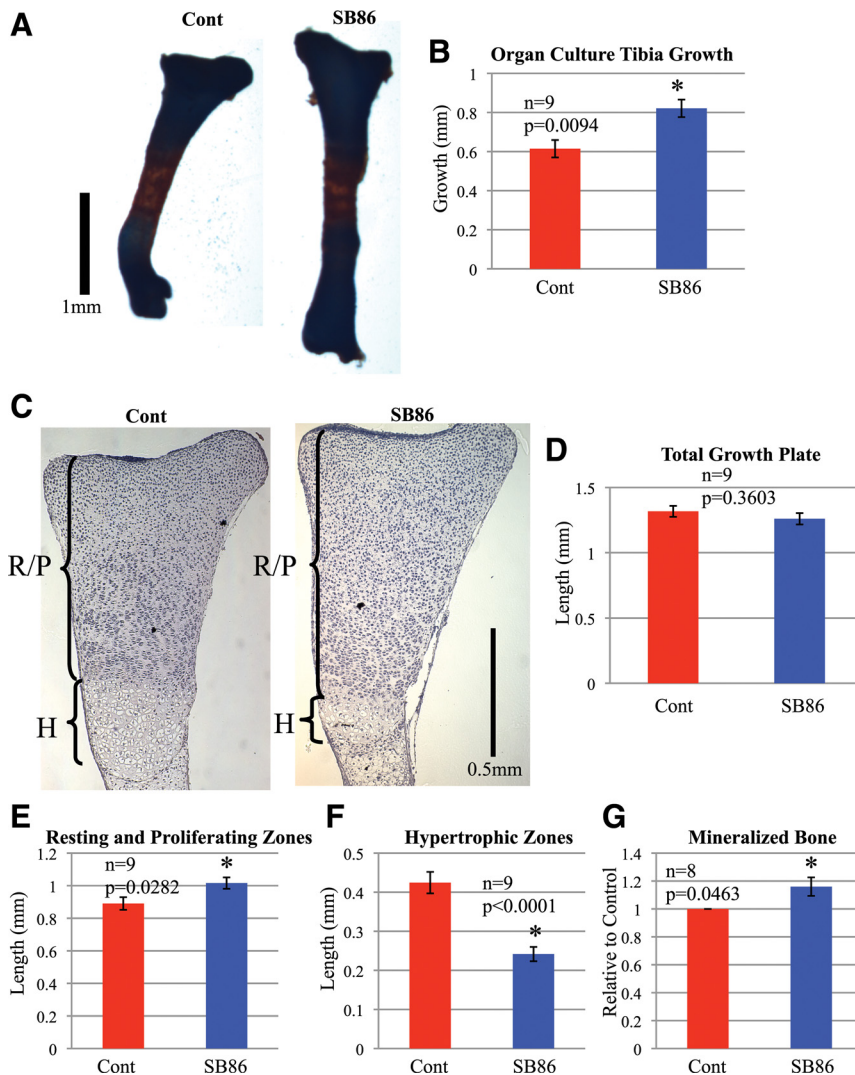 A
Cont
SB86
1mm
B
Organ Culture Tibia Growth
n=9
p=0.0094
*
Growth (mm)
1
0.8
0.6
0.4
0.2
0
Cont
SB86
C
Cont
SB86
R/P
H
R/P
H
0.5mm
D
Total Growth Plate
n=9
p=0.3603
Length (mm)
1.5
1
0.5
0
Cont
SB86
E
Resting and Proliferating Zones
n=9
p=0.0282
*
Length (mm)
1.2
1
0.8
0.6
0.4
0.2
0
Cont
SB86
F
Hypertrophic Zones
n=9
p<0.0001
*
Length (mm)
0.5
0.4
0.3
0.2
0.1
0
Cont
SB86
G
Mineralized Bone
n=8
p=0.0463
*
Relative to Control
1.4
1.2
1
0.8
0.6
0.4
0.2
0
Cont
SB86